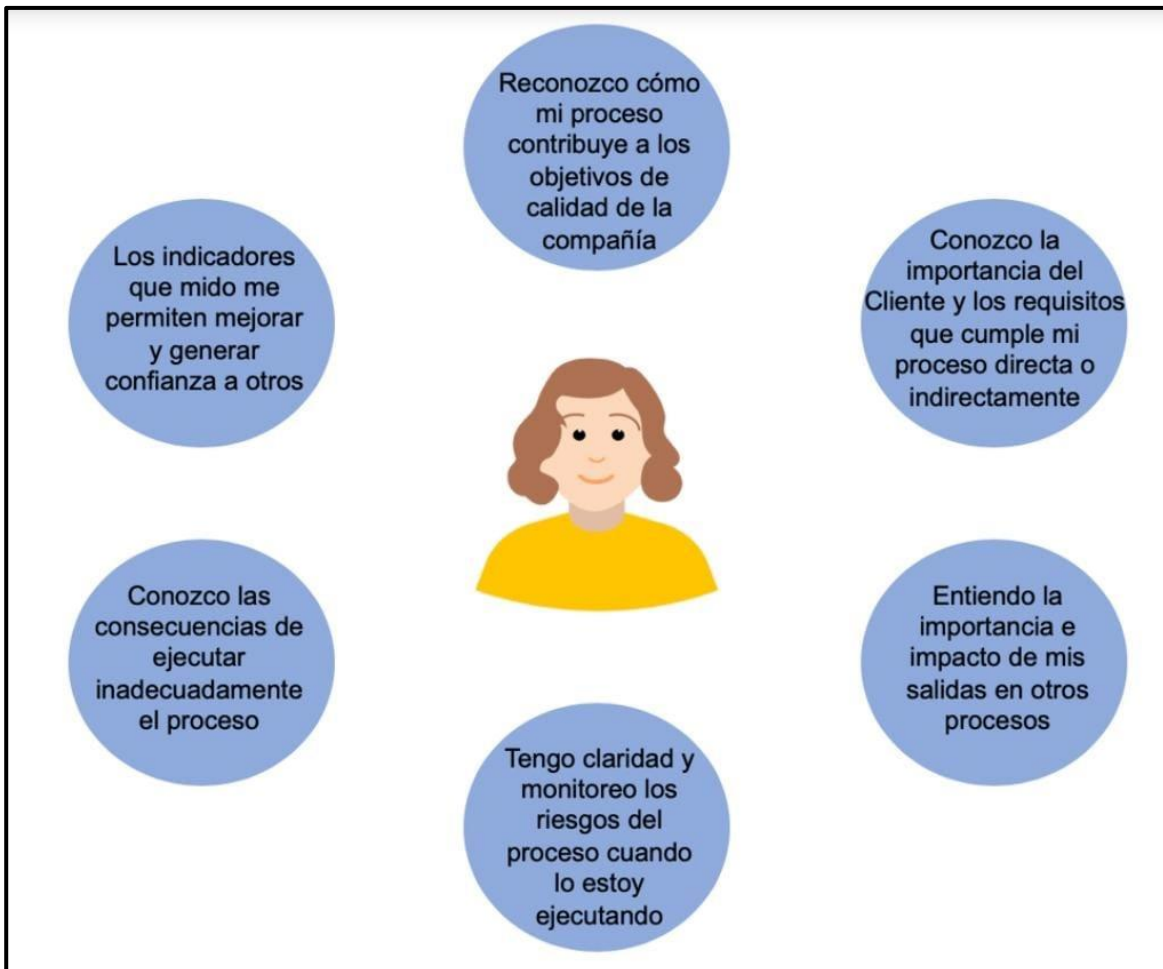 Reconozco cómo
mi proceso
contribuye a los
objetivos de
calidad de la
compañía
Conozco la
importancia del
Cliente y los requisitos
que cumple mi
proceso directa o
indirectamente
Entiendo la
importancia e
impacto de mis
salidas en otros
procesos
Tengo claridad y
monitoreo los
riesgos del
proceso cuando
lo estoy
ejecutando
Conozco las
consecuencias de
ejecutar
inadecuadamente
el proceso
Los indicadores
que mido me
permiten mejorar
y generar
confianza a otros